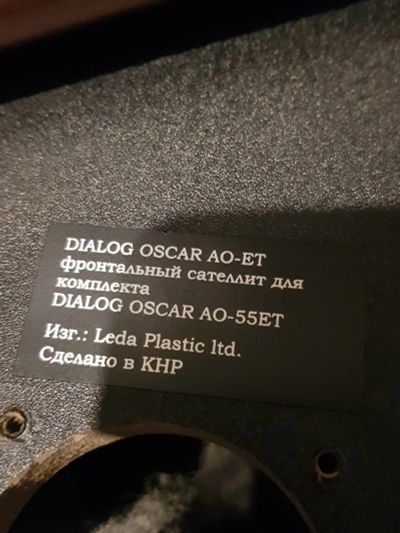 DIALOG OSCAR AO-ET
фронтальный сателлит для
комплекта
DIALOG OSCAR AO-55ET
Изг.: Leda Plastic ltd.
Сделано в КНР